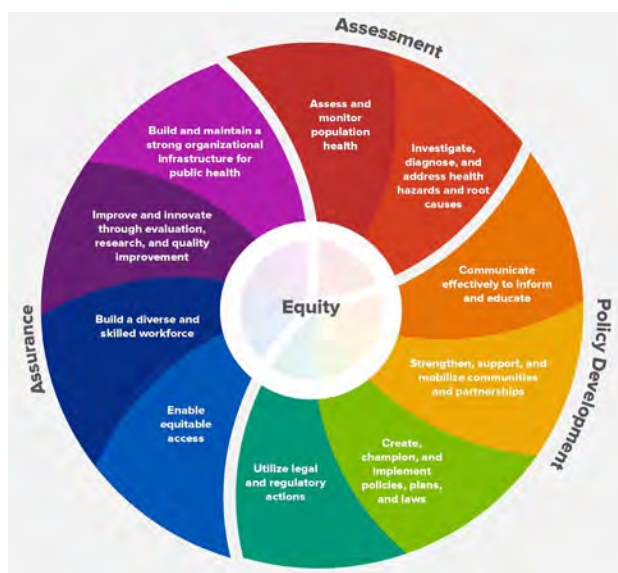 Assessment
Assess and
monitor
population
health
Investigate,
diagnose, and
address health
hazards and root
causes
Communicate
effectively to inform
and educate
Strengthen, support, and
mobilize communities
and partnerships
Create,
champion, and
implement
policies, plans,
and laws
Utilize legal
and regulatory
actions
Enable
equitable
access
Build a diverse and
skilled workforce
Improve and innovate
through evaluation,
research, and quality
improvement
Build and maintain a
strong organizational
infrastructure for
public health
Equity
Policy Development
Assurance